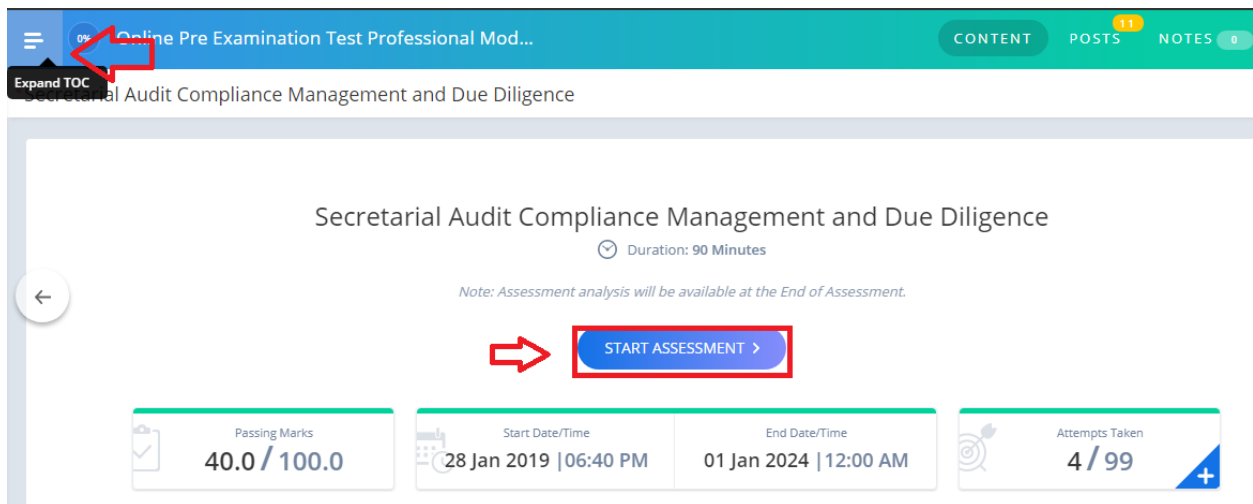 0% Online Pre Examination Test Professional Mod... CONTENT POSTS 11 NOTES 0
Expand TOC
Secretarial Audit Compliance Management and Due Diligence
Secretarial Audit Compliance Management and Due Diligence
Duration: 90 Minutes
Note: Assessment analysis will be available at the End of Assessment.
START ASSESSMENT >
Passing Marks
40.0 / 100.0
Start Date/Time
28 Jan 2019 | 06:40 PM
End Date/Time
01 Jan 2024 | 12:00 AM
Attempts Taken
4 / 99